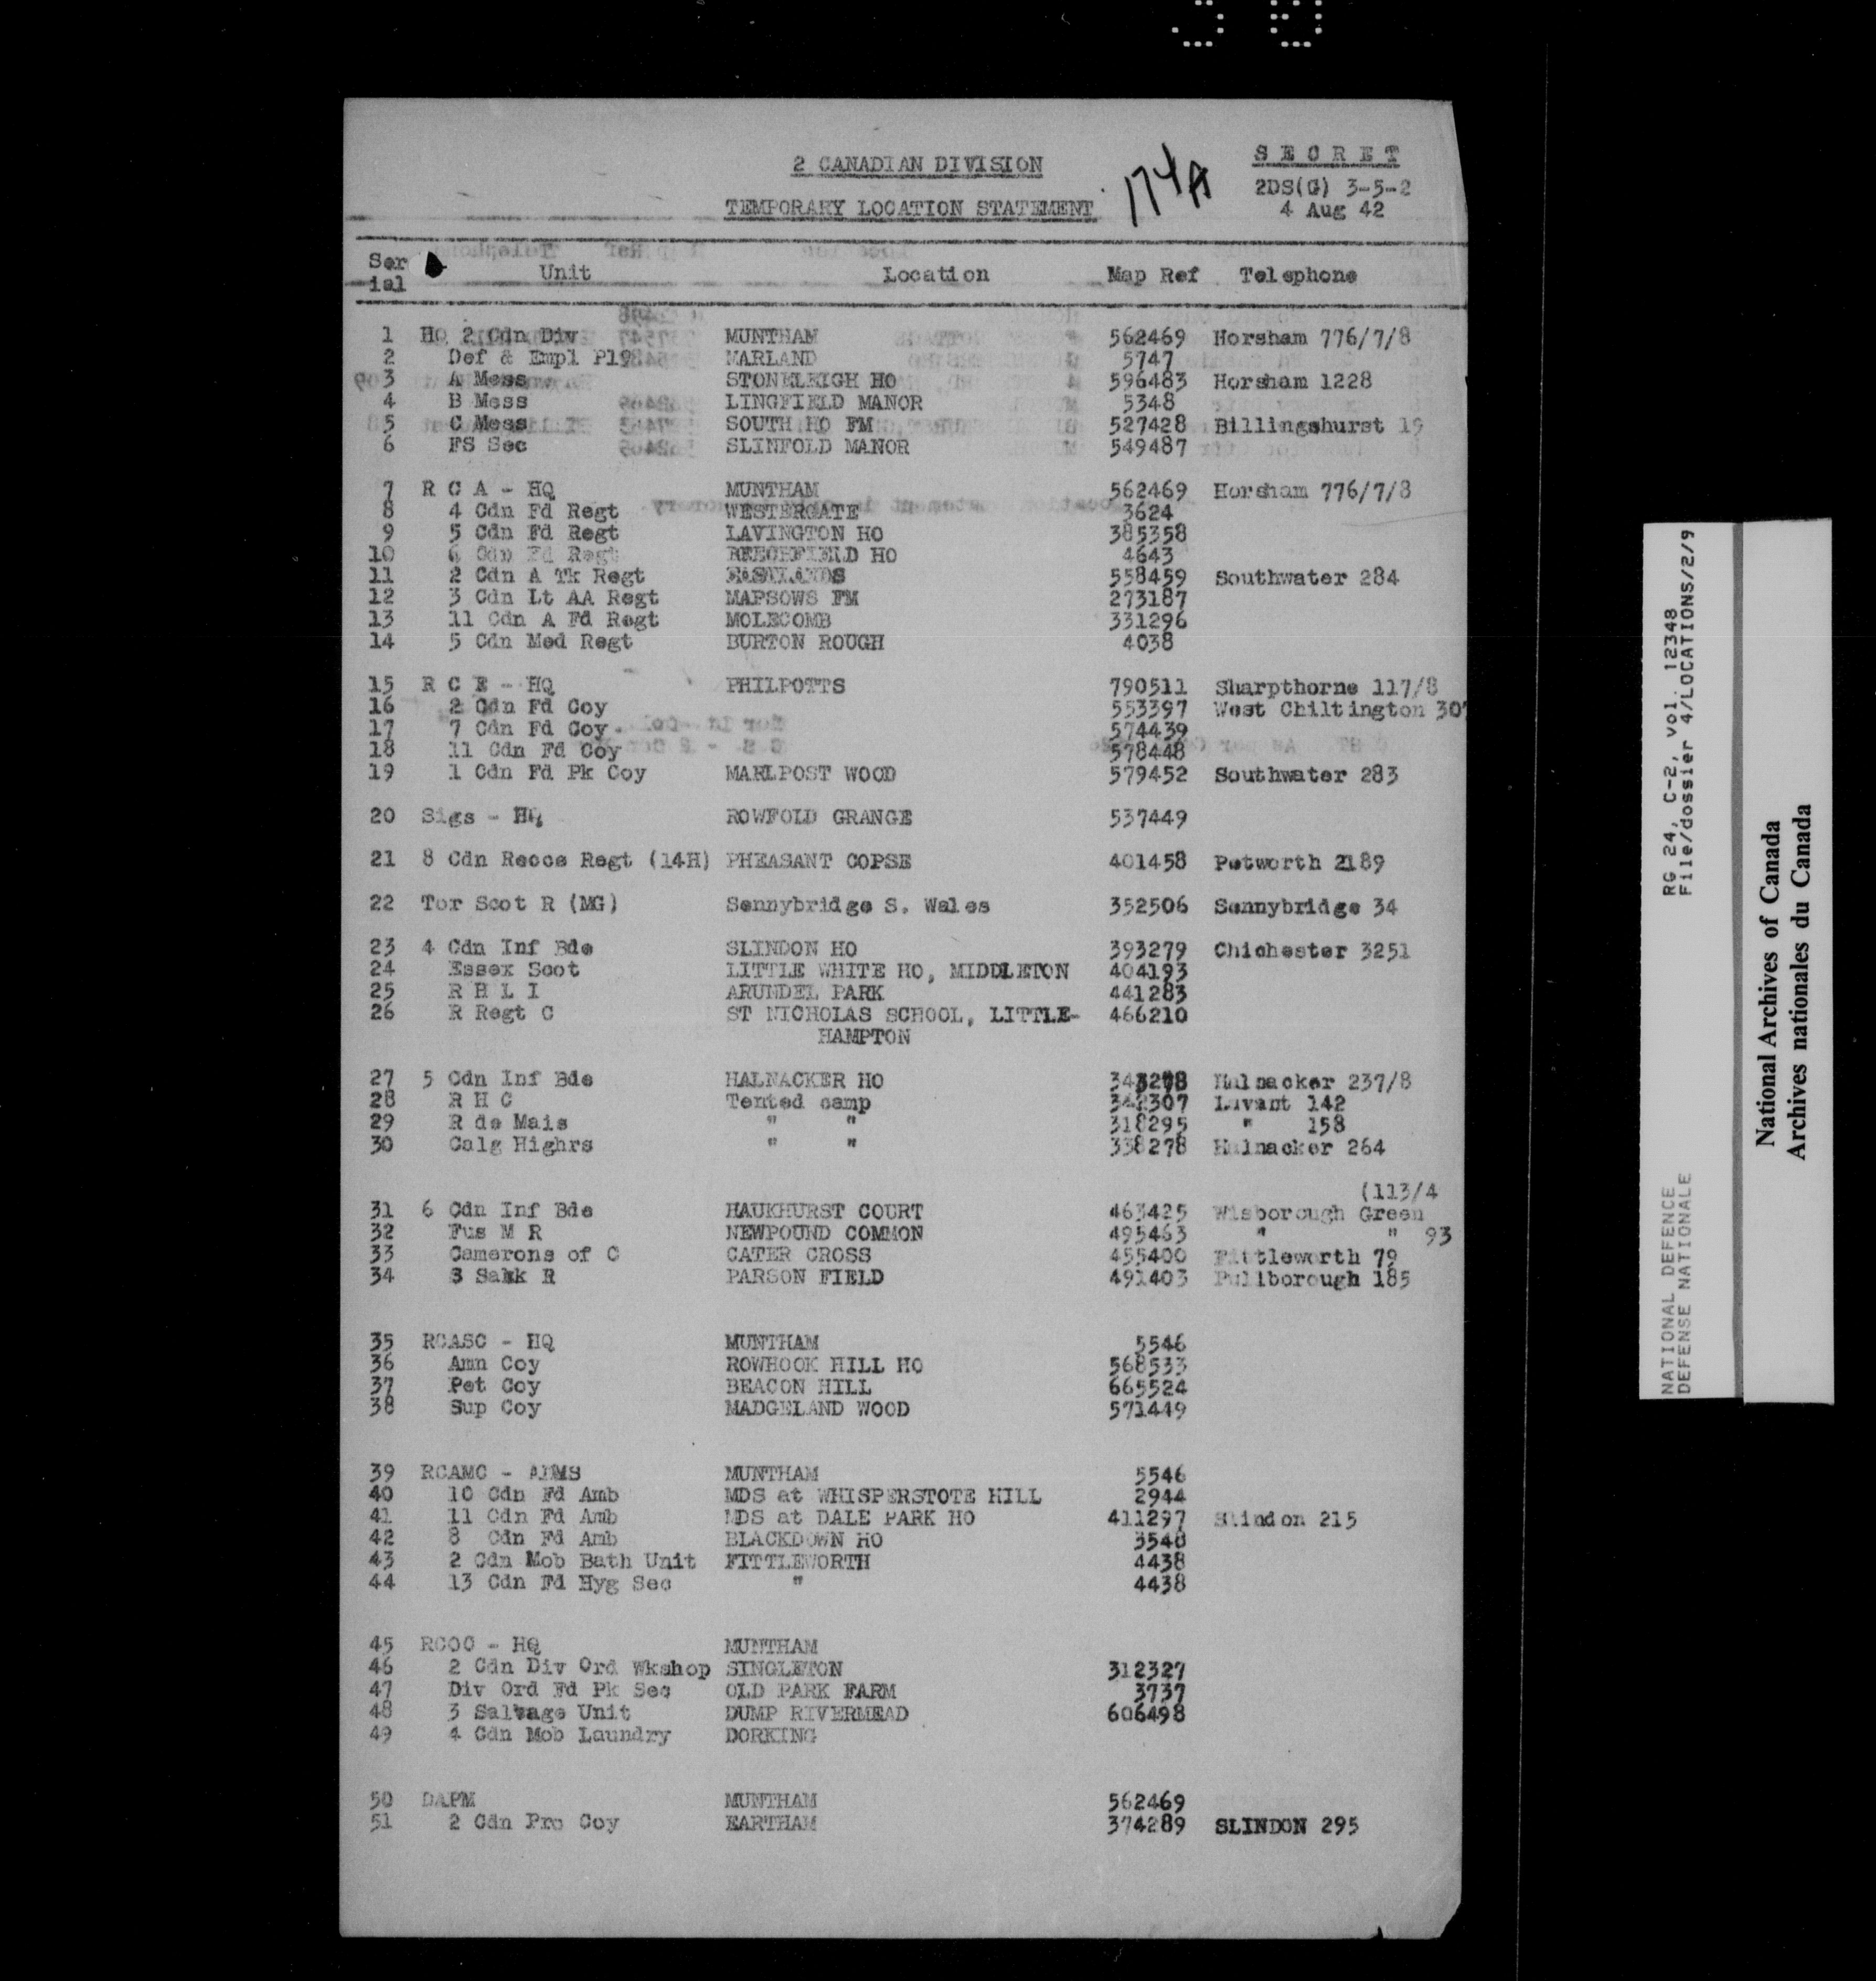 2 CANADIAN DIVISION
TEMPORARY LOCATION STATEMENT
174A
SECRET
2DS(G) 3-5-2
4 Aug 42
Ser ial Unit Location Map Ref Telephone
1 HQ 2 Cdn Div MUNTHAM 562469 Horsham 776/7/8
2 Def & Empl Pl MARLAND 5747
3 A Mess STONELEIGH HO 596483 Horsham 1228
4 B Mess LINGFIELD MANOR 5348
5 C Mess SOUTH HO FM 527428 Billingshurst 19
6 FS Sec SLINFOLD MANOR 549487
7 R C A - HQ MUNTHAM 562469 Horsham 776/7/8
8 4 Cdn Fd Regt WESTERGATE 3624
9 5 Cdn Fd Regt LAVINGTON HO 385358
10 6 Cdn Fd Regt BEECHFIELD HO 4643
11 2 Cdn A Tk Regt EASTLANDS 558459 Southwater 284
12 3 Cdn Lt AA Regt MAPSOWS FM 273187
13 11 Cdn A Fd Regt MOLECOMB 331296
14 5 Cdn Med Regt BURTON ROUGH 4038
15 R C E - HQ PHILPOTTS 790511 Sharpthorne 117/8
16 2 Cdn Fd Coy 553397 West Chiltington 307
17 7 Cdn Fd Coy 574439
18 11 Cdn Fd Coy 578448
19 1 Cdn Fd Pk Coy MARLPOST WOOD 579452 Southwater 283
20 Sigs - HQ ROWFOLD GRANGE 537449
21 8 Cdn Recce Regt (14H) PHEASANT COPSE 401458 Petworth 2189
22 Tor Scot R (MG) Sennybridge S. Wales 352506 Sennybridge 34
23 4 Cdn Inf Bde SLINDON HO 393279 Chichester 3251
24 Essex Scot LITTLE WHITE HO, MIDDLETON 404193
25 R H L I ARUNDEL PARK 441283
26 R Regt C ST NICHOLAS SCHOOL, LITTLE- 466210
HAMPTON
27 5 Cdn Inf Bde HALNACKER HO Halnacker 237/8
28 R H C Tented camp 342307 Lavant 142
29 R de Mais " " 318295 " 158
30 Calg Highrs " " 338278 Halnacker 264
(113/4
31 6 Cdn Inf Bde HAUKHURST COURT 463425 Wisborough Green
32 Fus M R NEWPOUND COMMON 495463 " " 93
33 Camerons of C CATER CROSS 455400 Fittleworth 79
34 S Sask R PARSON FIELD 491403 Pullborough 185
35 RCASC - HQ MUNTHAM 5546
36 Amn Coy ROWHOOK HILL HO 568533
37 Pet Coy BEACON HILL 665524
38 Sup Coy MADGELAND WOOD 571449
39 RCAMC - ADMS MUNTHAM 5546
40 10 Cdn Fd Amb MDS at WHISPERSTOTE HILL 2944
41 11 Cdn Fd Amb MDS at DALE PARK HO 411297 Slindon 215
42 8 Cdn Fd Amb BLACKDOWN HO 3548
43 2 Cdn Mob Bath Unit FITTLEWORTH 4438
44 13 Cdn Fd Hyg Sec " 4438
45 RCOC - HQ MUNTHAM
46 2 Cdn Div Ord Wkshop SINGLETON 312327
47 Div Ord Fd Pk Sec OLD PARK FARM 3737
48 3 Salvage Unit DUMP RIVERMEAD 606498
49 4 Cdn Mob Laundry DORKING
50 DAPM MUNTHAM 562469
51 2 Cdn Pro Coy EARTHAM 374289 SLINDON 295
NATIONAL DEFENCE RG 24, C-2, vol. 12348
DEFENSE NATIONALE File/dossier 4/LOCATIONS/2/9
National Archives of Canada
Archives nationales du Canada